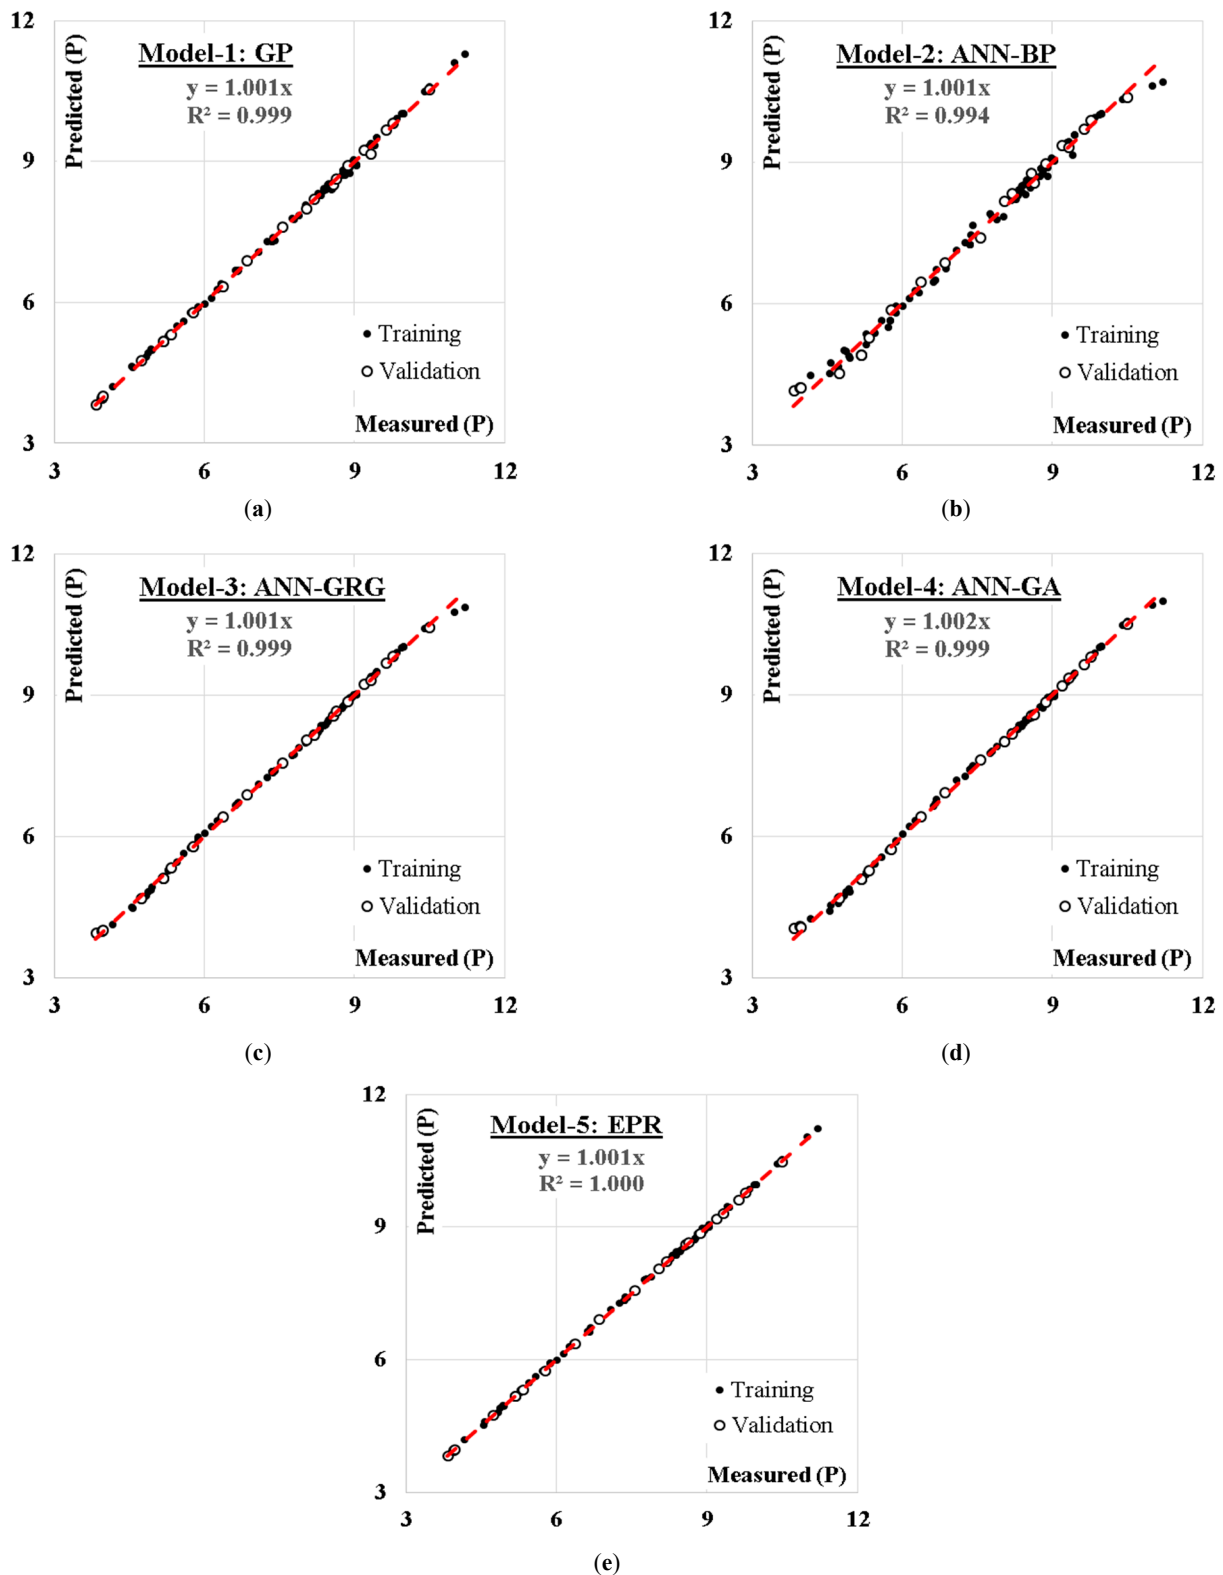 12
Model-1: GP
y = 1.001x
R² = 0.999
Predicted (P)
9
6
Training
Validation
Measured (P)
3
3 6 9 12
(a)
12
Model-2: ANN-BP
y = 1.001x
R² = 0.994
Predicted (P)
9
6
Training
Validation
Measured (P)
3
3 6 9 12
(b)
12
Model-3: ANN-GRG
y = 1.001x
R² = 0.999
Predicted (P)
9
6
Training
Validation
Measured (P)
3
3 6 9 12
(c)
12
Model-4: ANN-GA
y = 1.002x
R² = 0.999
Predicted (P)
9
6
Training
Validation
Measured (P)
3
3 6 9 12
(d)
12
Model-5: EPR
y = 1.001x
R² = 1.000
Predicted (P)
9
6
Training
Validation
Measured (P)
3
3 6 9 12
(e)